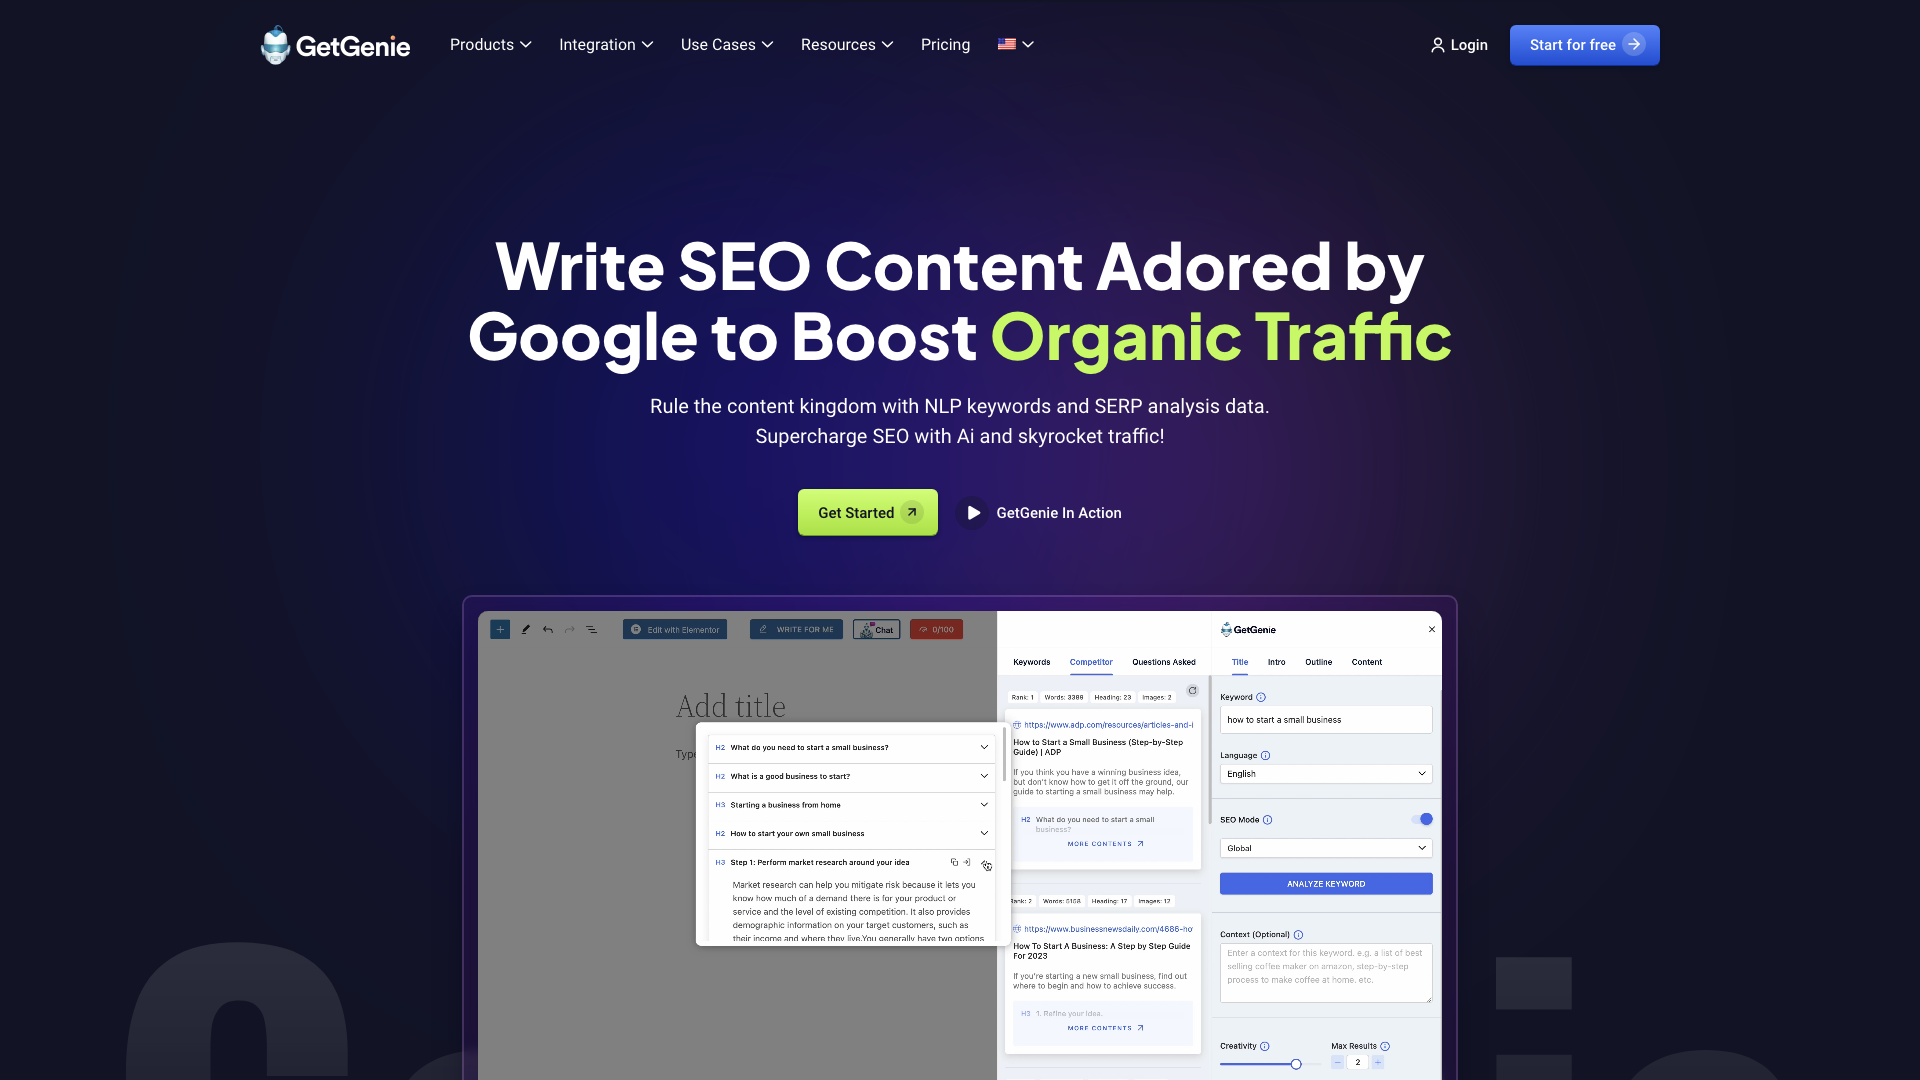 GetGenie
Products
Integration
Use Cases
Resources
Pricing
Login
Start for free
Write SEO Content Adored by
Google to Boost Organic Traffic
Rule the content kingdom with NLP keywords and SERP analysis data.
Supercharge SEO with Ai and skyrocket traffic!
Get Started
GetGenie In Action
Edit with Elementor
WRITE FOR ME
Chat
0/100
Add title
Type
H2 What do you need to start a small business?
H2 What is a good business to start?
H3 Starting a business from home
H2 How to start your own small business
H3 Step 1: Perform market research around your idea
Market research can help you mitigate risk because it lets you
know how much of a demand there is for your product or
service and the level of existing competition. It also provides
demographic information on your target customers, such as
their income and where they live.You generally have two options
Keywords
Competitor
Questions Asked
Rank: 1
Words: 3388
Heading: 23
Images: 2
https://www.adp.com/resources/articles-and-i
How to Start a Small Business (Step-by-Step
Guide) | ADP
If you think you have a winning business idea,
but don't know how to get it off the ground, our
guide to starting a small business may help.
H2 What do you need to start a small
business?
MORE CONTENTS
Rank: 2
Words: 5158
Heading: 17
Images: 12
https://www.businessnewsdaily.com/4686-ho
How To Start A Business: A Step by Step Guide
For 2023
If you're starting a new small business, find out
where to begin and how to achieve success.
H3 1. Refine your idea.
MORE CONTENTS
GetGenie
Title
Intro
Outline
Content
Keyword
how to start a small business
Language
English
SEO Mode
Global
ANALYZE KEYWORD
Context (Optional)
Enter a context for this keyword. e.g. a list of best
selling coffee maker on amazon, step-by-step
process to make coffee at home. etc.
Creativity
Max Results
2